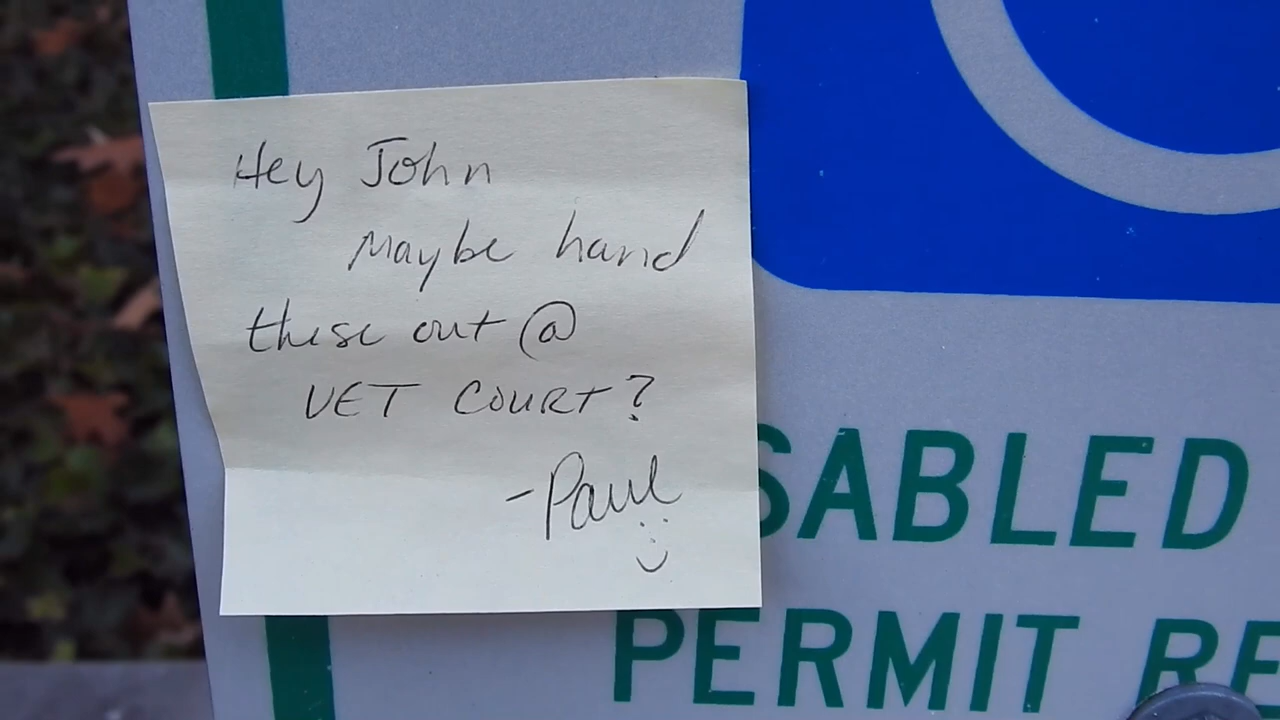 Hey John
Maybe hand
these out @
VET COURT?
-Paul
SABLED
PERMIT RE